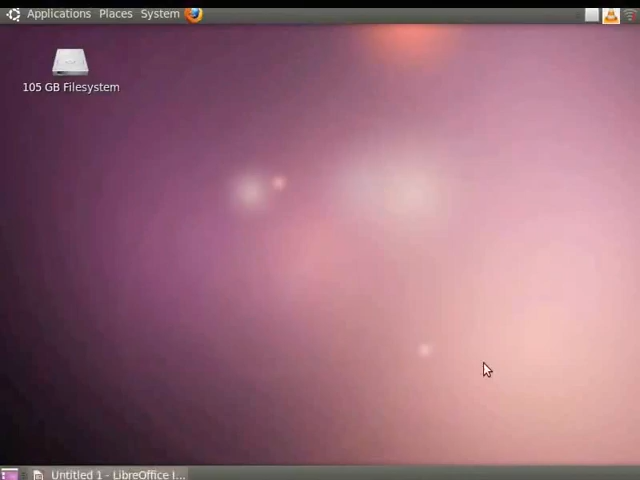 Applications Places System
105 GB Filesystem
Untitled 1 - LibreOffice I...